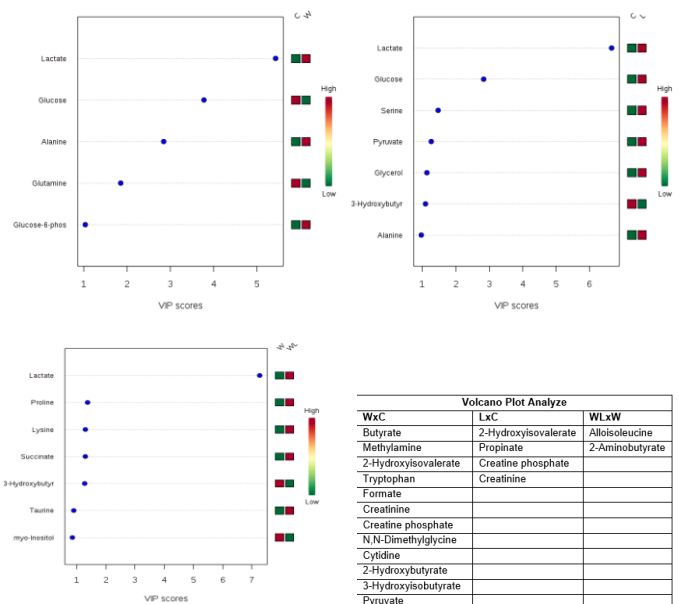 C W
Lactate
Glucose
Alanine
Glutamine
Glucose-6-phos
High
Low
1 2 3 4 5
VIP scores
C L
Lactate
Glucose
Serine
Pyruvate
Glycerol
3-Hydroxybutyr
Alanine
High
Low
1 2 3 4 5 6
VIP scores
W WL
Lactate
Proline
Lysine
Succinate
3-Hydroxybutyr
Taurine
myo-Inositol
High
Low
1 2 3 4 5 6 7
VIP scores
Volcano Plot Analyze
WxC LxC WLxW
Butyrate 2-Hydroxyisovalerate Alloisoleucine
Methylamine Propinate 2-Aminobutyrate
2-Hydroxyisovalerate Creatine phosphate
Tryptophan Creatinine
Formate
Creatinine
Creatine phosphate
N,N-Dimethylglycine
Cytidine
2-Hydroxybutyrate
3-Hydroxyisobutyrate
Pyruvate